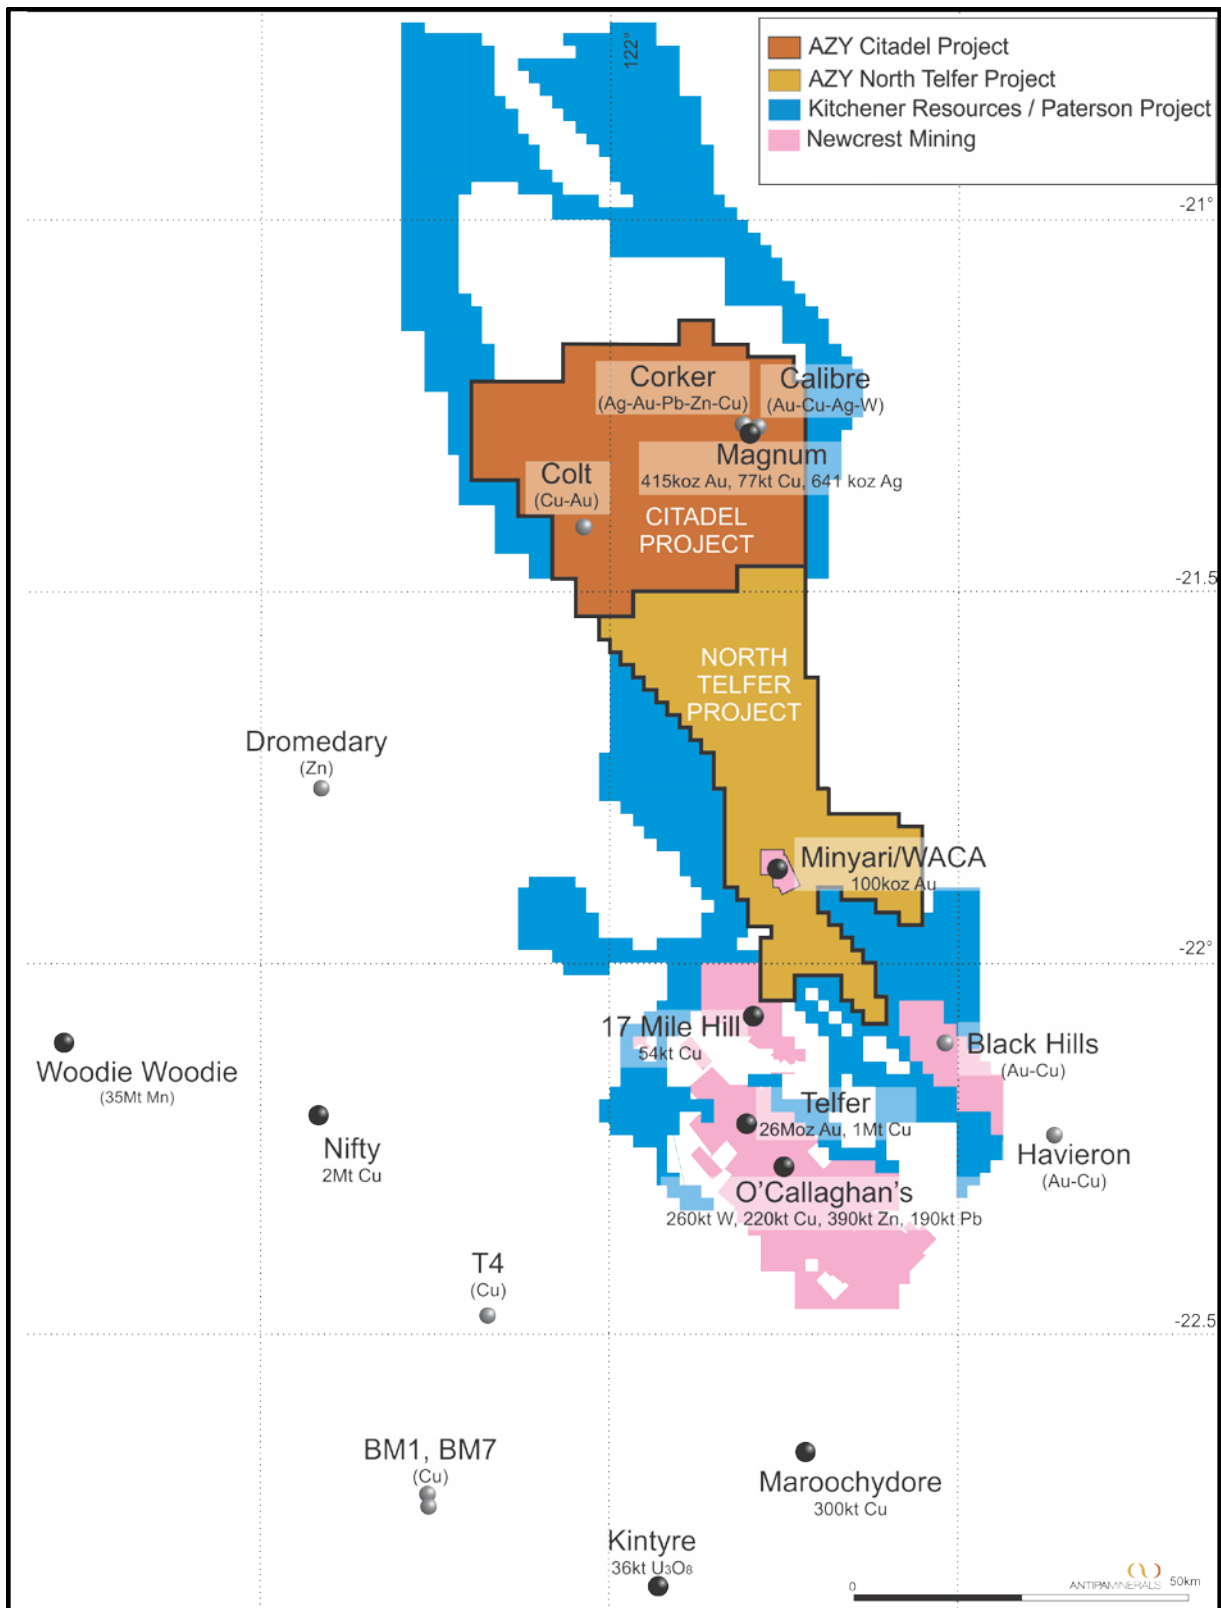 AZY Citadel Project
AZY North Telfer Project
Kitchener Resources / Paterson Project
Newcrest Mining
122°
-21°
Corker
(Ag-Au-Pb-Zn-Cu)
Calibre
(Au-Cu-Ag-W)
Magnum
415koz Au, 77kt Cu, 641 koz Ag
Colt
(Cu-Au)
CITADEL
PROJECT
-21.5
NORTH
TELFER
PROJECT
Dromedary
(Zn)
Minyari/WACA
100koz Au
-22°
17 Mile Hill
54kt Cu
Black Hills
(Au-Cu)
Woodie Woodie
(35Mt Mn)
Telfer
26Moz Au, 1Mt Cu
Nifty
2Mt Cu
Havieron
(Au-Cu)
O'Callaghan's
260kt W, 220kt Cu, 390kt Zn, 190kt Pb
T4
(Cu)
-22.5
BM1, BM7
(Cu)
Maroochydore
300kt Cu
Kintyre
36kt U3O8
ANTIPAMINERALS
0
50km